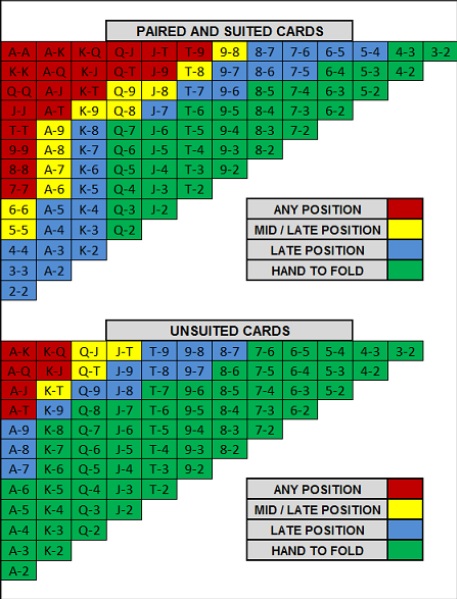 PAIRED AND SUITED CARDS
A-A A-K K-Q Q-J J-T T-9 9-8 8-7 7-6 6-5 5-4 4-3 3-2
K-K A-Q K-J Q-T J-9 T-8 9-7 8-6 7-5 6-4 5-3 4-2
Q-Q A-J K-T Q-9 J-8 T-7 9-6 8-5 7-4 6-3 5-2
J-J A-T K-9 Q-8 J-7 T-6 9-5 8-4 7-3 6-2
T-T A-9 K-8 Q-7 J-6 T-5 9-4 8-3 7-2
9-9 A-8 K-7 Q-6 J-5 T-4 9-3 8-2
8-8 A-7 K-6 Q-5 J-4 T-3 9-2
7-7 A-6 K-5 Q-4 J-3 T-2
6-6 A-5 K-4 Q-3 J-2 ANY POSITION
5-5 A-4 K-3 Q-2 MID / LATE POSITION
4-4 A-3 K-2 LATE POSITION
3-3 A-2 HAND TO FOLD
2-2
UNSUITED CARDS
A-K K-Q Q-J J-T T-9 9-8 8-7 7-6 6-5 5-4 4-3 3-2
A-Q K-J Q-T J-9 T-8 9-7 8-6 7-5 6-4 5-3 4-2
A-J K-T Q-9 J-8 T-7 9-6 8-5 7-4 6-3 5-2
A-T K-9 Q-8 J-7 T-6 9-5 8-4 7-3 6-2
A-9 K-8 Q-7 J-6 T-5 9-4 8-3 7-2
A-8 K-7 Q-6 J-5 T-4 9-3 8-2
A-7 K-6 Q-5 J-4 T-3 9-2
A-6 K-5 Q-4 J-3 T-2 ANY POSITION
A-5 K-4 Q-3 J-2 MID / LATE POSITION
A-4 K-3 Q-2 LATE POSITION
A-3 K-2 HAND TO FOLD
A-2